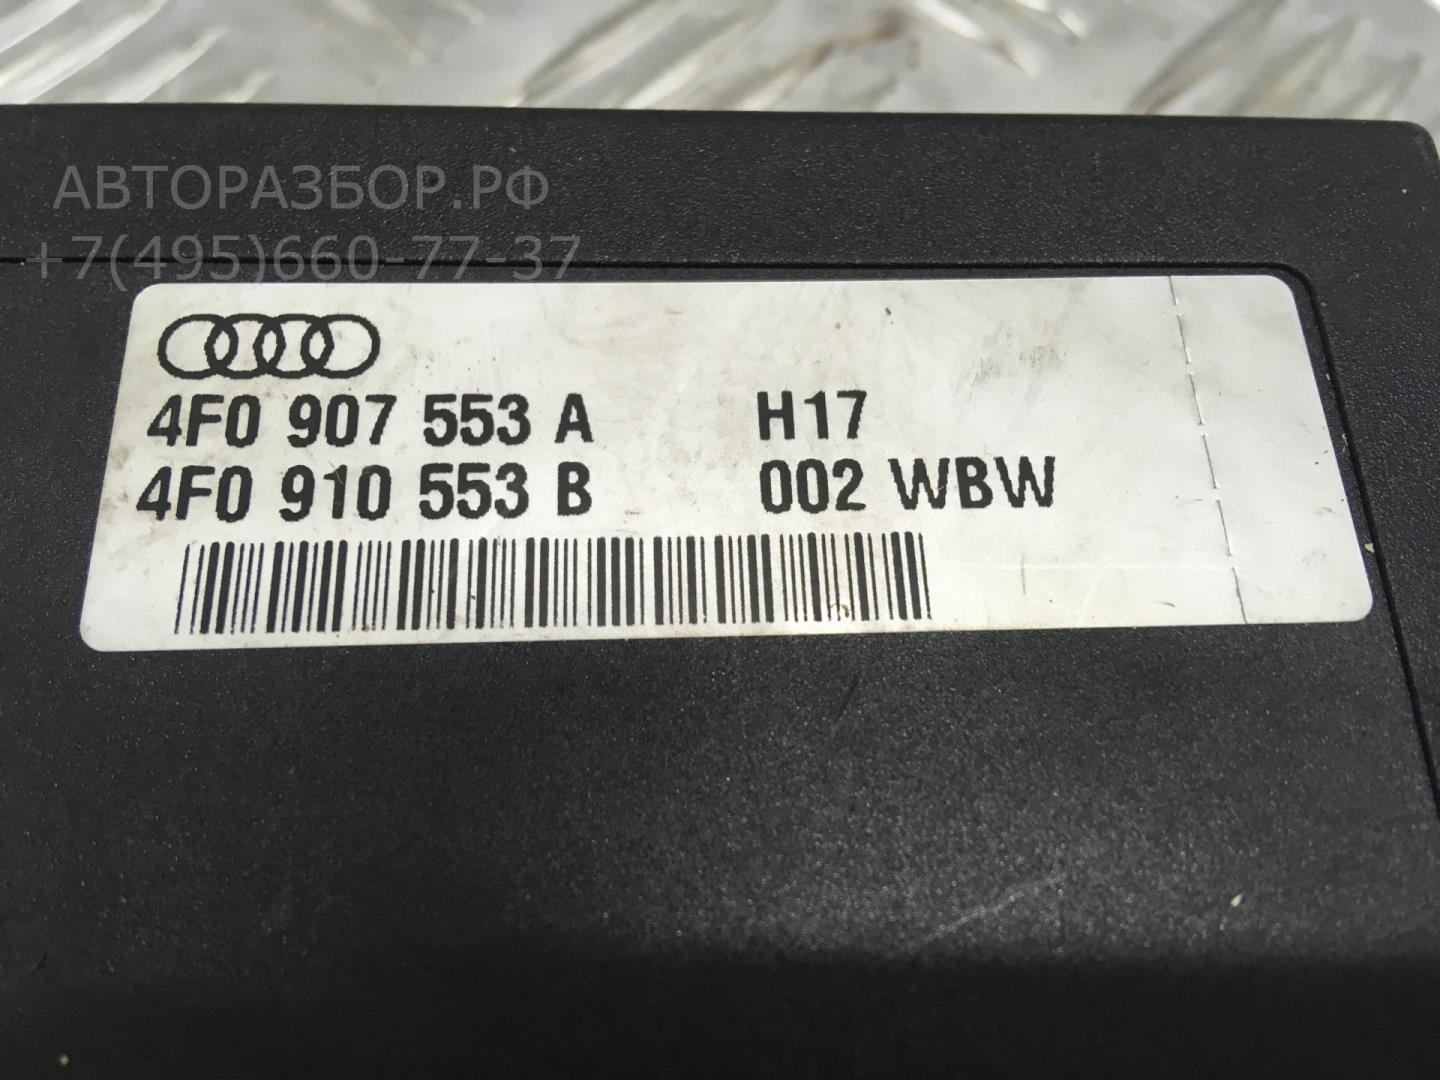 АВТОРАЗБОР.РФ
+7(495)660-77-37
4F0 907 553 A H17
4F0 910 553 B 002 WBW